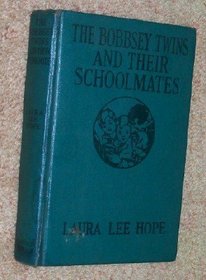 THE BOBBSEY TWINS
AND THEIR
SCHOOLMATES
LAURA LEE HOPE